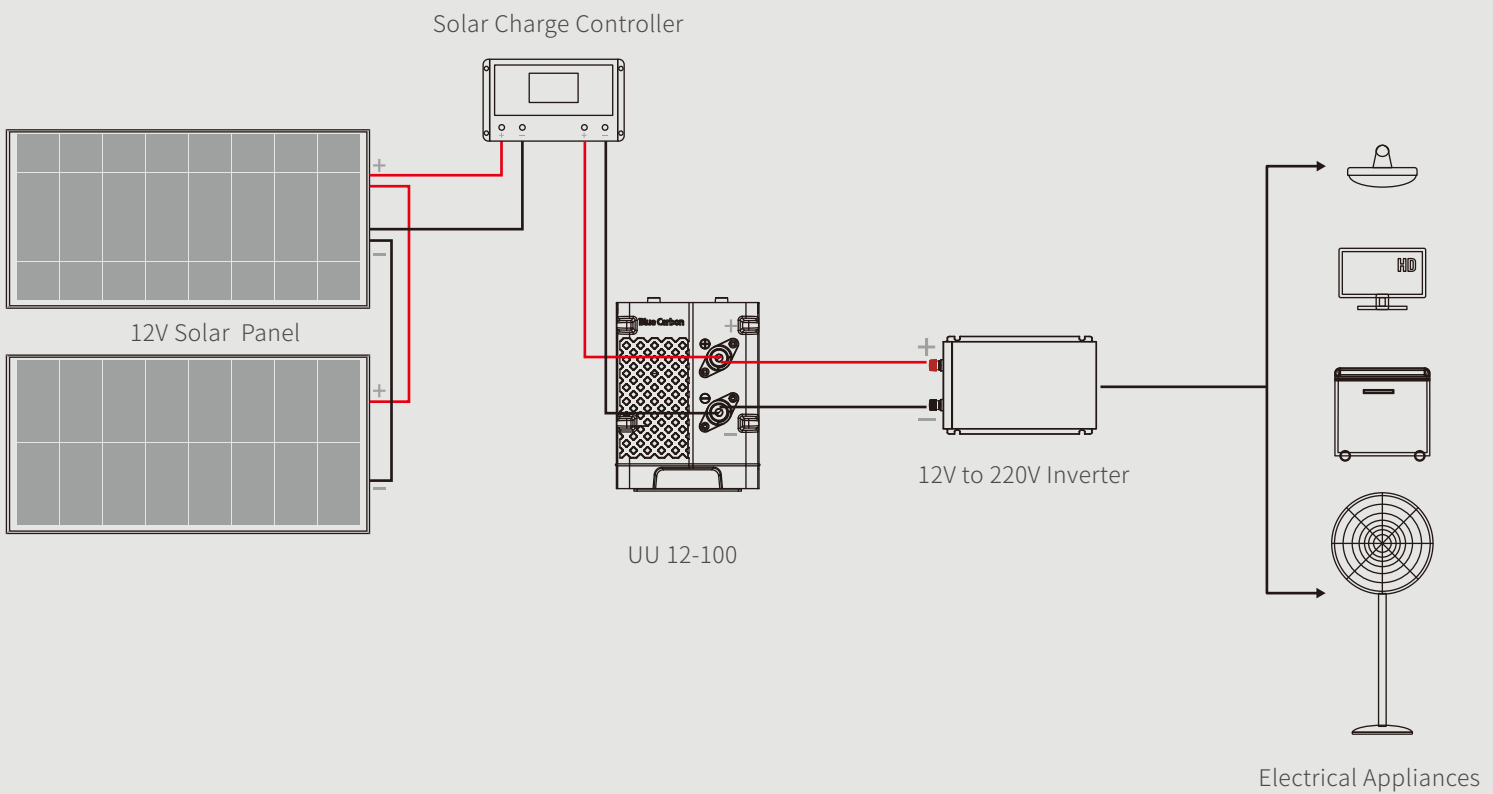 Solar Charge Controller
+ − + −
+
−
12V Solar Panel
+
−
Blue Carbon
+
−
+
−
HD
12V to 220V Inverter
UU 12-100
Electrical Appliances